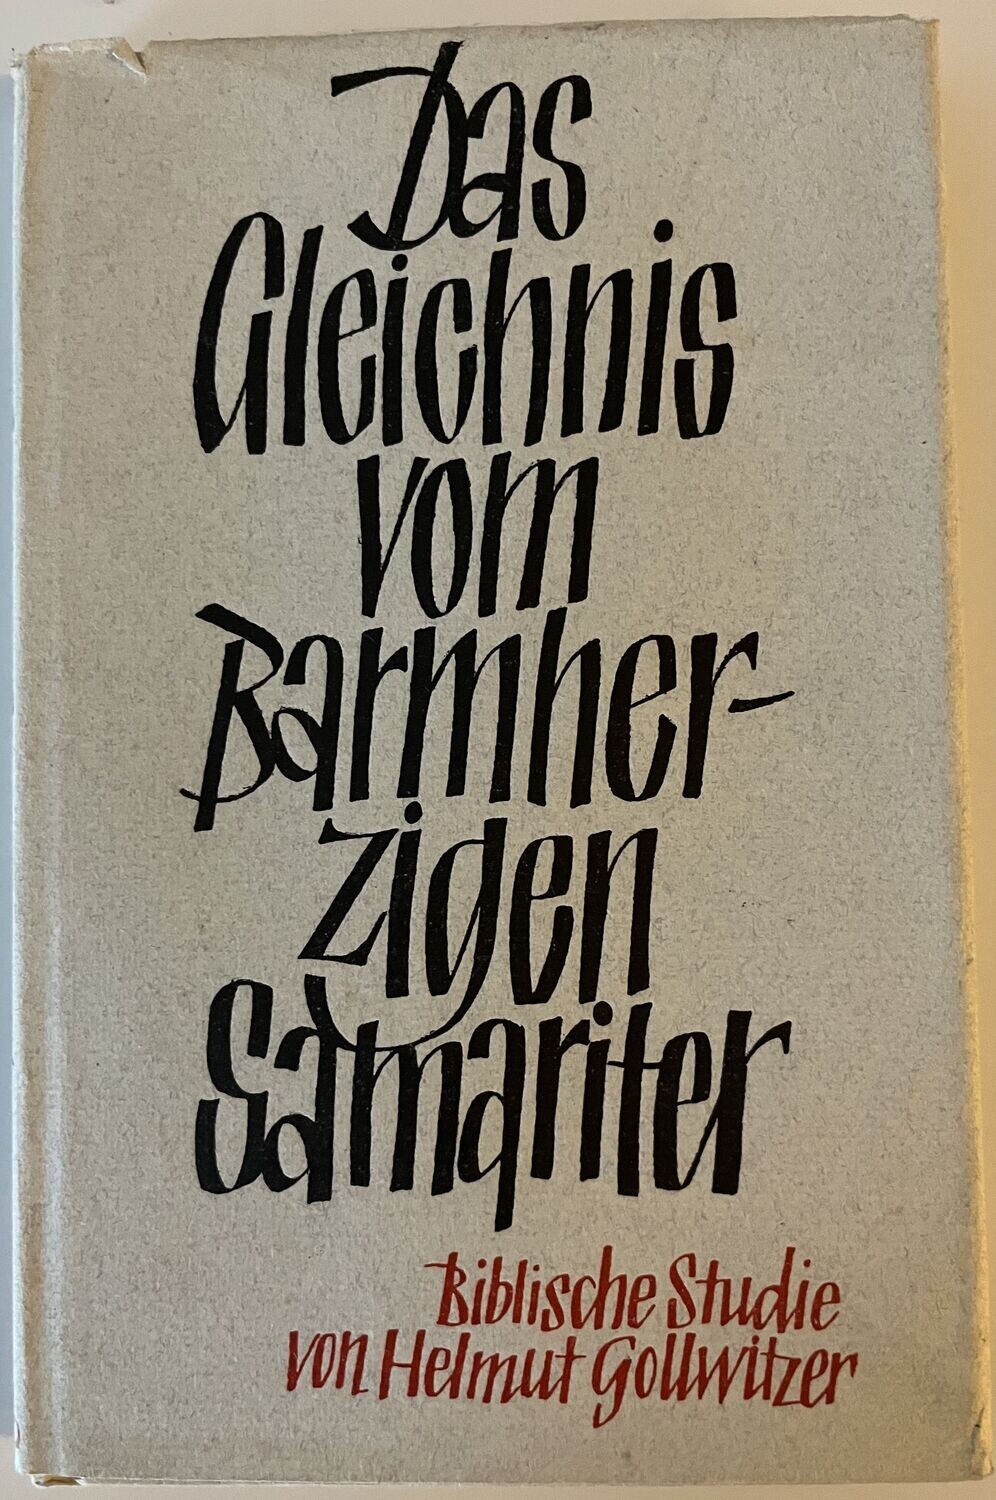 Das
Gleichnis
vom
Barmher-
zigen
Samariter
Biblische Studie
von Helmut Gollwitzer